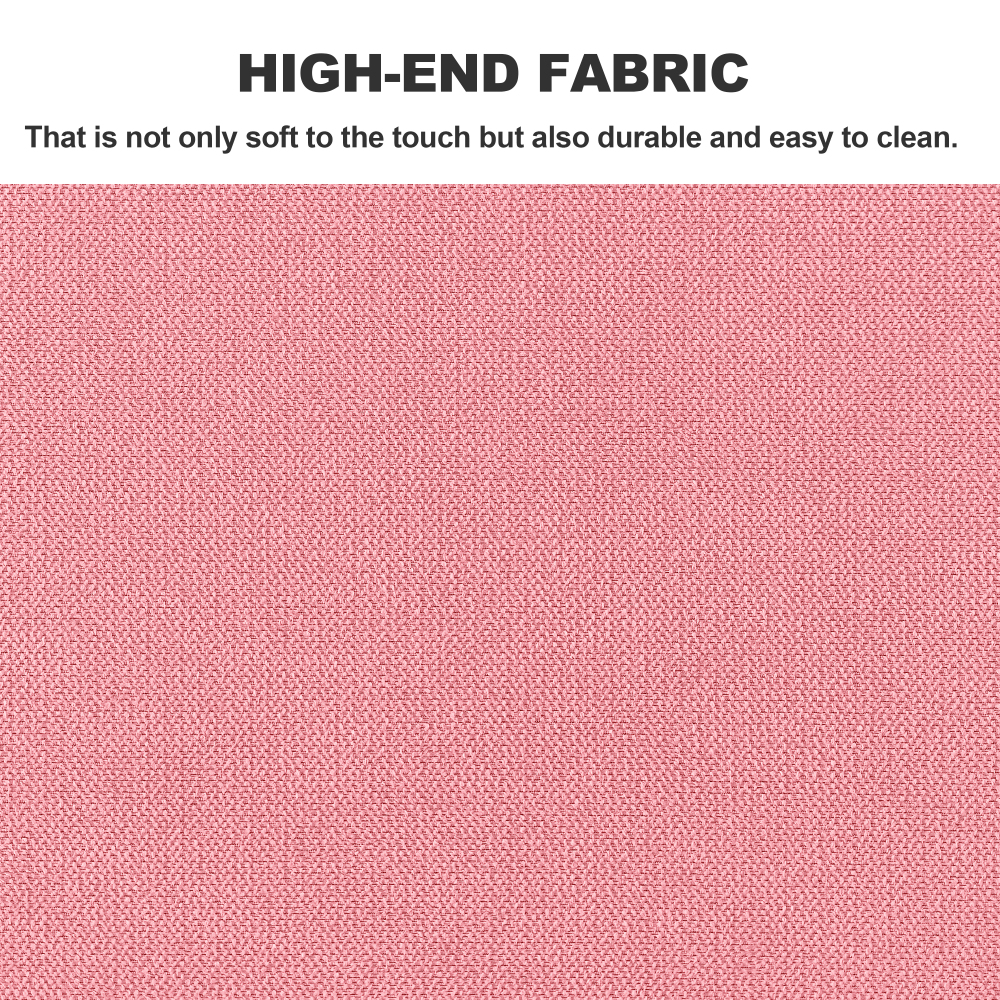 HIGH-END FABRIC
That is not only soft to the touch but also durable and easy to clean.